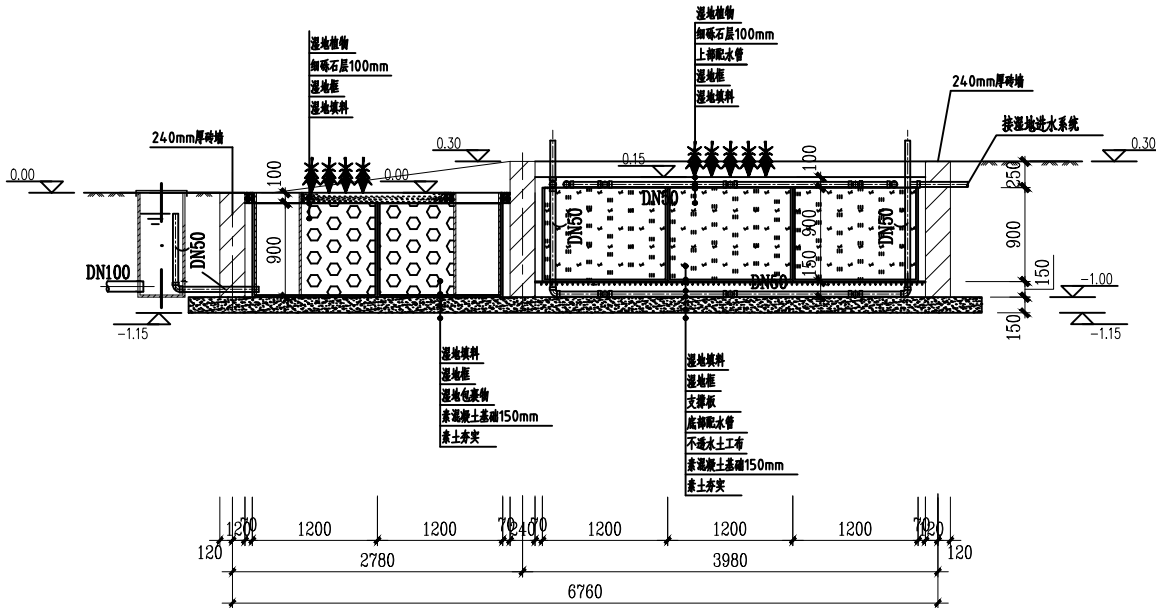 湿地植物
细砾石层100mm
湿地框
湿地填料
湿地植物
细砾石层100mm
上部配水管
湿地框
湿地填料
240mm厚砖墙
240mm厚砖墙
接湿地进水系统
0.00
0.30
0.00
0.15
0.30
100
900
DN50
DN100
-1.15
DN50
DN50
DN50
DN50
100
900
150
250
900
150
150
-1.00
-1.15
湿地填料
湿地框
湿地包裹物
素混凝土基础150mm
素土夯实
湿地填料
湿地框
支撑板
底部配水管
不透水土工布
素混凝土基础150mm
素土夯实
120 120 70 1200 1200 70 240 70 1200 1200 1200 70 120 120
2780 3980
6760